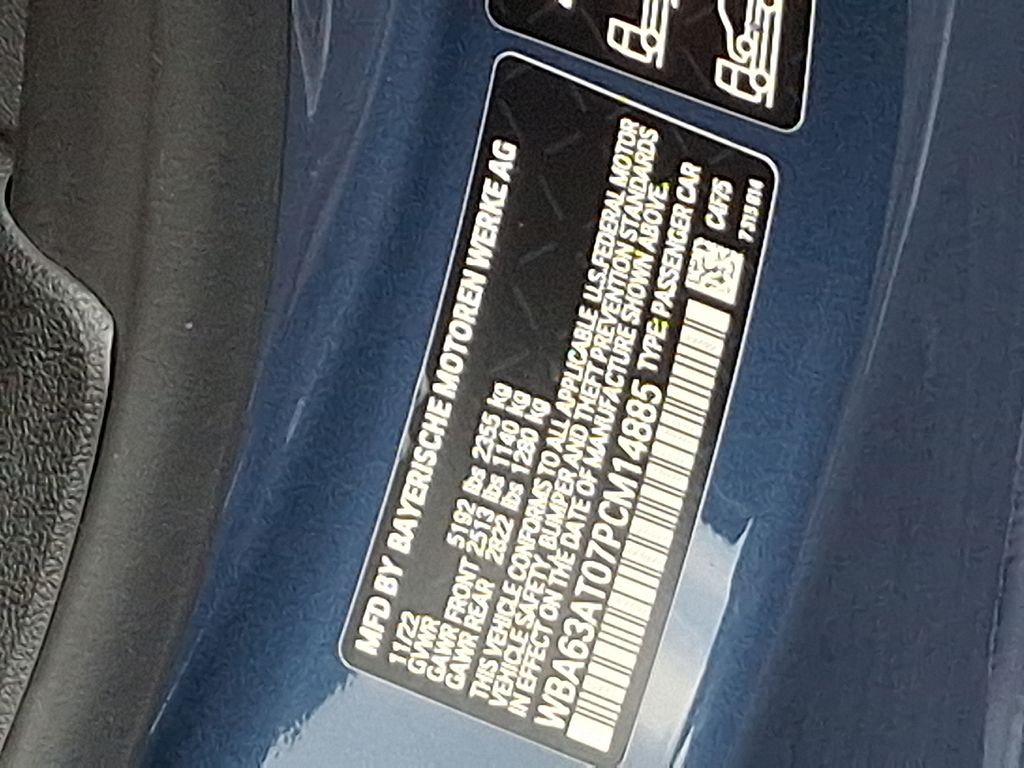 MFD BY BAYERISCHE MOTOREN WERKE AG
11/22
GVWR 5192 lbs 2355 kg
GAWR FRONT 2513 lbs 1140 kg
GAWR REAR 2822 lbs 1280 kg
THIS VEHICLE CONFORMS TO ALL APPLICABLE U.S. FEDERAL MOTOR
VEHICLE SAFETY, BUMPER AND THEFT PREVENTION STANDARDS
IN EFFECT ON THE DATE OF MANUFACTURE SHOWN ABOVE.
WBA63AT07PCM14885 TYPE: PASSENGER CAR
C4F75